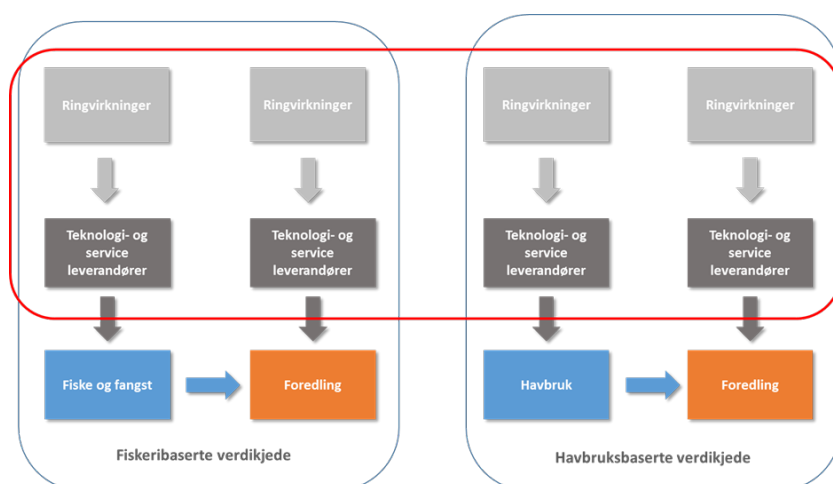 Ringvirkninger
Ringvirkninger
Ringvirkninger
Ringvirkninger
Teknologi- og
service
leverandører
Teknologi- og
service
leverandører
Teknologi- og
service
leverandører
Teknologi- og
service
leverandører
Fiske og fangst
Foredling
Havbruk
Foredling
Fiskeribaserte verdikjede
Havbruksbaserte verdikjede